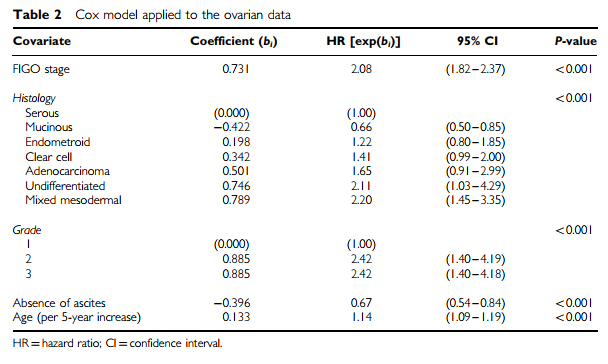 Table 2 Cox model applied to the ovarian data
Covariate Coefficient (bi) HR [exp(bi)] 95% CI P-value
FIGO stage 0.731 2.08 (1.82–2.37) <0.001
Histology <0.001
Serous (0.000) (1.00)
Mucinous −0.422 0.66 (0.50–0.85)
Endometroid 0.198 1.22 (0.80–1.85)
Clear cell 0.342 1.41 (0.99–2.00)
Adenocarcinoma 0.501 1.65 (0.91–2.99)
Undifferentiated 0.746 2.11 (1.03–4.29)
Mixed mesodermal 0.789 2.20 (1.45–3.35)
Grade <0.001
1 (0.000) (1.00)
2 0.885 2.42 (1.40–4.19)
3 0.885 2.42 (1.40–4.18)
Absence of ascites −0.396 0.67 (0.54–0.84) <0.001
Age (per 5-year increase) 0.133 1.14 (1.09–1.19) <0.001
HR = hazard ratio; CI = confidence interval.